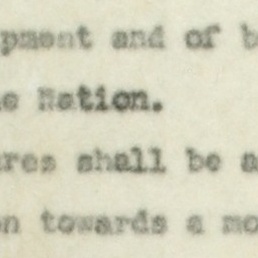 pment and of b
e Nation.
res shall be a
n towards a mo